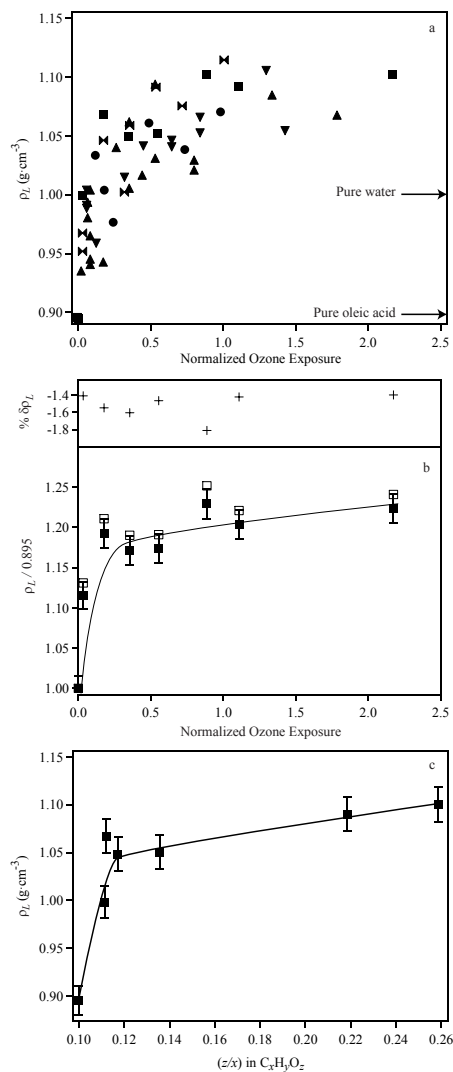 1.15
a
1.10
1.05
ρL (g·cm-3)
1.00
Pure water
0.95
Pure oleic acid
0.90
0.0 0.5 1.0 1.5 2.0 2.5
Normalized Ozone Exposure
% δρL
-1.4
-1.6
-1.8
b
1.25
1.20
1.15
ρL / 0.895
1.10
1.05
1.00
0.0 0.5 1.0 1.5 2.0 2.5
Normalized Ozone Exposure
1.15
c
1.10
1.05
ρL (g·cm-3)
1.00
0.95
0.90
0.10 0.12 0.14 0.16 0.18 0.20 0.22 0.24 0.26
(z/x) in CxHyOz